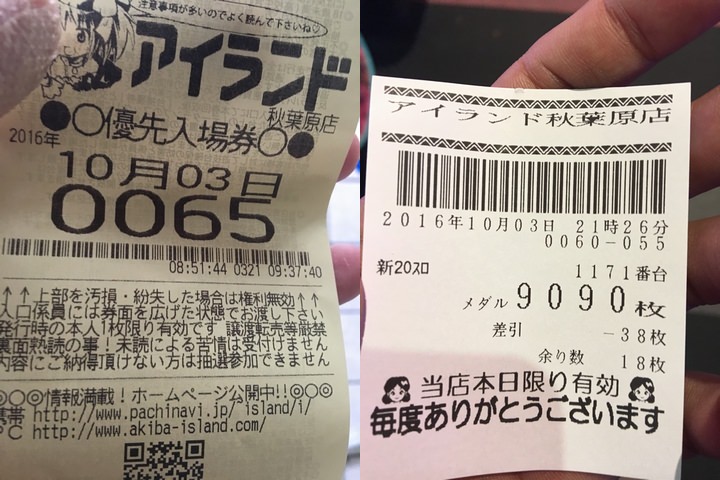 注意事項が多いのでよく読んで下さいね♡
アイランド
秋葉原店
●○優先入場券○●
2016年
10月03日
0065
08:51:44 0321 09:37:40
↑↑上部を汚損・紛失した場合は権利無効↑↑
入口係員には券面を広げた状態でお渡し下さい
発行時の本人1枚限り有効です 譲渡転売等厳禁
裏面熟読の事！未読による苦情は受付けません
内容にご納得頂けない方は抽選参加できません
◎○◎情報満載！ホームページ公開中!!◎○◎
携帯 http://www.pachinavi.jp/island/i/
PC http://www.akiba-island.com/
アイランド秋葉原店
2016年10月03日 21時26分
0060-055
新20スロ
1171番台
メダル 9090枚
差引 -38枚
余り数 18枚
当店本日限り有効
毎度ありがとうございます